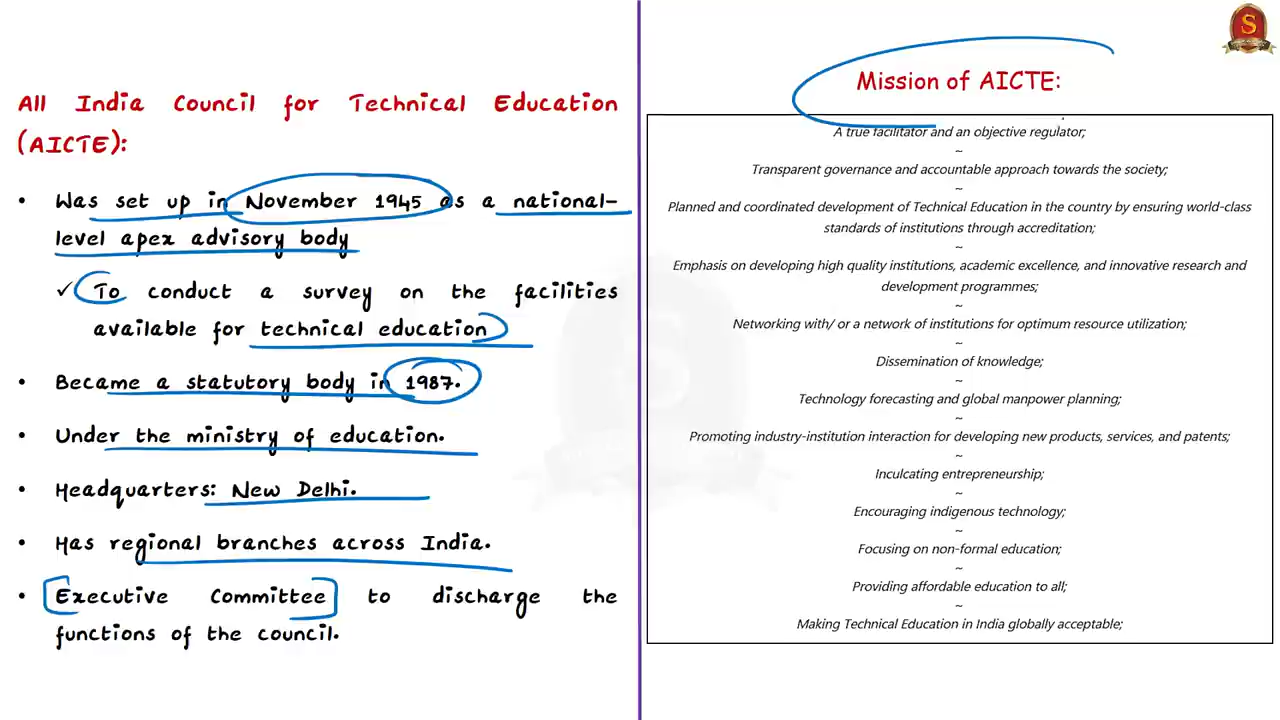 All India Council for Technical Education
(AICTE):
• Was set up in November 1945 as a national-
level apex advisory body
✓ To conduct a survey on the facilities
available for technical education
• Became a statutory body in 1987.
• Under the ministry of education.
• Headquarters: New Delhi.
• Has regional branches across India.
• Executive Committee to discharge the
functions of the council.
S
Mission of AICTE:
A true facilitator and an objective regulator;
~
Transparent governance and accountable approach towards the society;
~
Planned and coordinated development of Technical Education in the country by ensuring world-class
standards of institutions through accreditation;
~
Emphasis on developing high quality institutions, academic excellence, and innovative research and
development programmes;
~
Networking with/ or a network of institutions for optimum resource utilization;
~
Dissemination of knowledge;
~
Technology forecasting and global manpower planning;
~
Promoting industry-institution interaction for developing new products, services, and patents;
~
Inculcating entrepreneurship;
~
Encouraging indigenous technology;
~
Focusing on non-formal education;
~
Providing affordable education to all;
~
Making Technical Education in India globally acceptable;